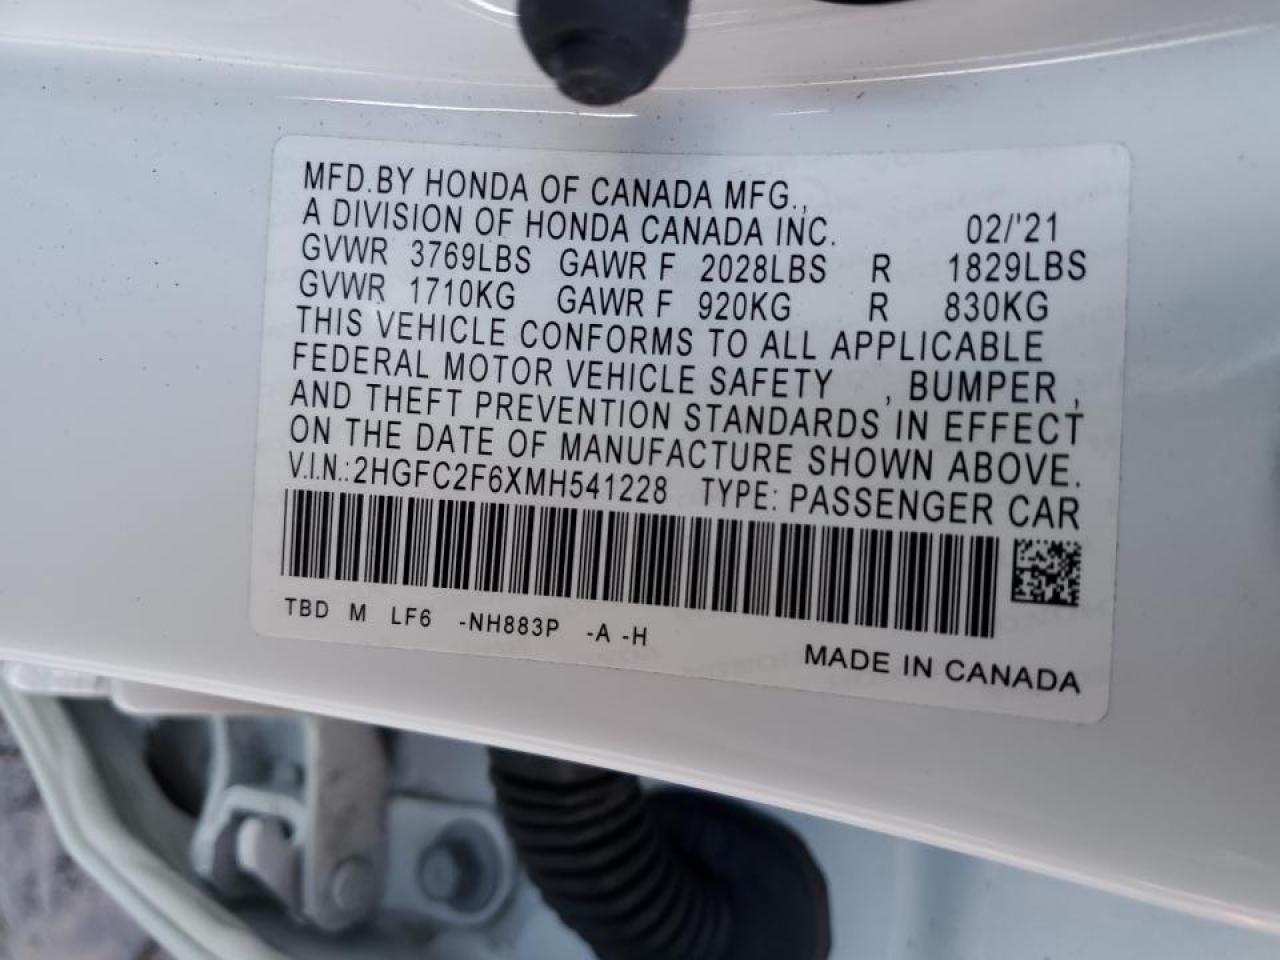 MFD.BY HONDA OF CANADA MFG.,
A DIVISION OF HONDA CANADA INC. 02/'21
GVWR 3769LBS GAWR F 2028LBS R 1829LBS
GVWR 1710KG GAWR F 920KG R 830KG
THIS VEHICLE CONFORMS TO ALL APPLICABLE
FEDERAL MOTOR VEHICLE SAFETY , BUMPER ,
AND THEFT PREVENTION STANDARDS IN EFFECT
ON THE DATE OF MANUFACTURE SHOWN ABOVE.
V.I.N.:2HGFC2F6XMH541228 TYPE: PASSENGER CAR
TBD M LF6 -NH883P -A -H
MADE IN CANADA